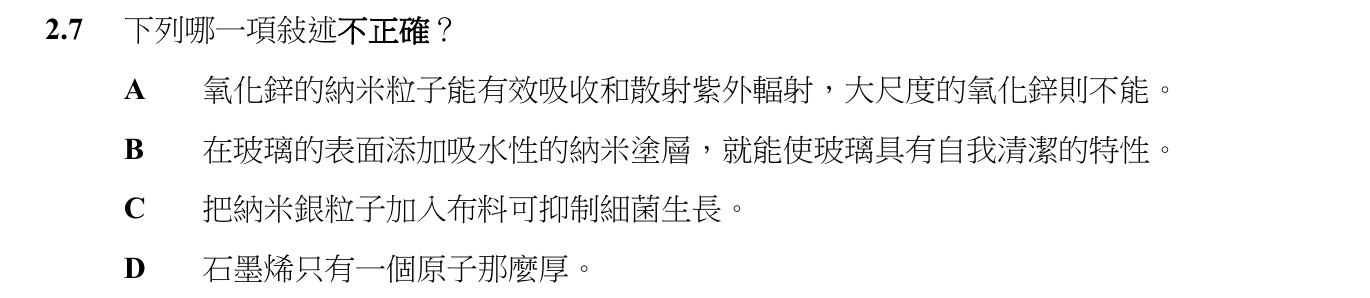 2.7 下列哪一項敍述不正確？
A 氧化鋅的納米粒子能有效吸收和散射紫外輻射，大尺度的氧化鋅則不能。
B 在玻璃的表面添加吸水性的納米塗層，就能使玻璃具有自我清潔的特性。
C 把納米銀粒子加入布料可抑制細菌生長。
D 石墨烯只有一個原子那麼厚。